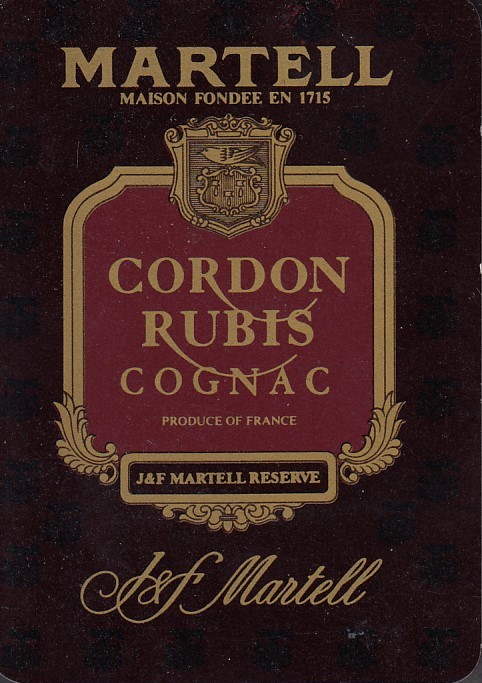 MARTELL
MAISON FONDEE EN 1715
CORDON
RUBIS
COGNAC
PRODUCE OF FRANCE
J&F MARTELL RESERVE
J&F Martell